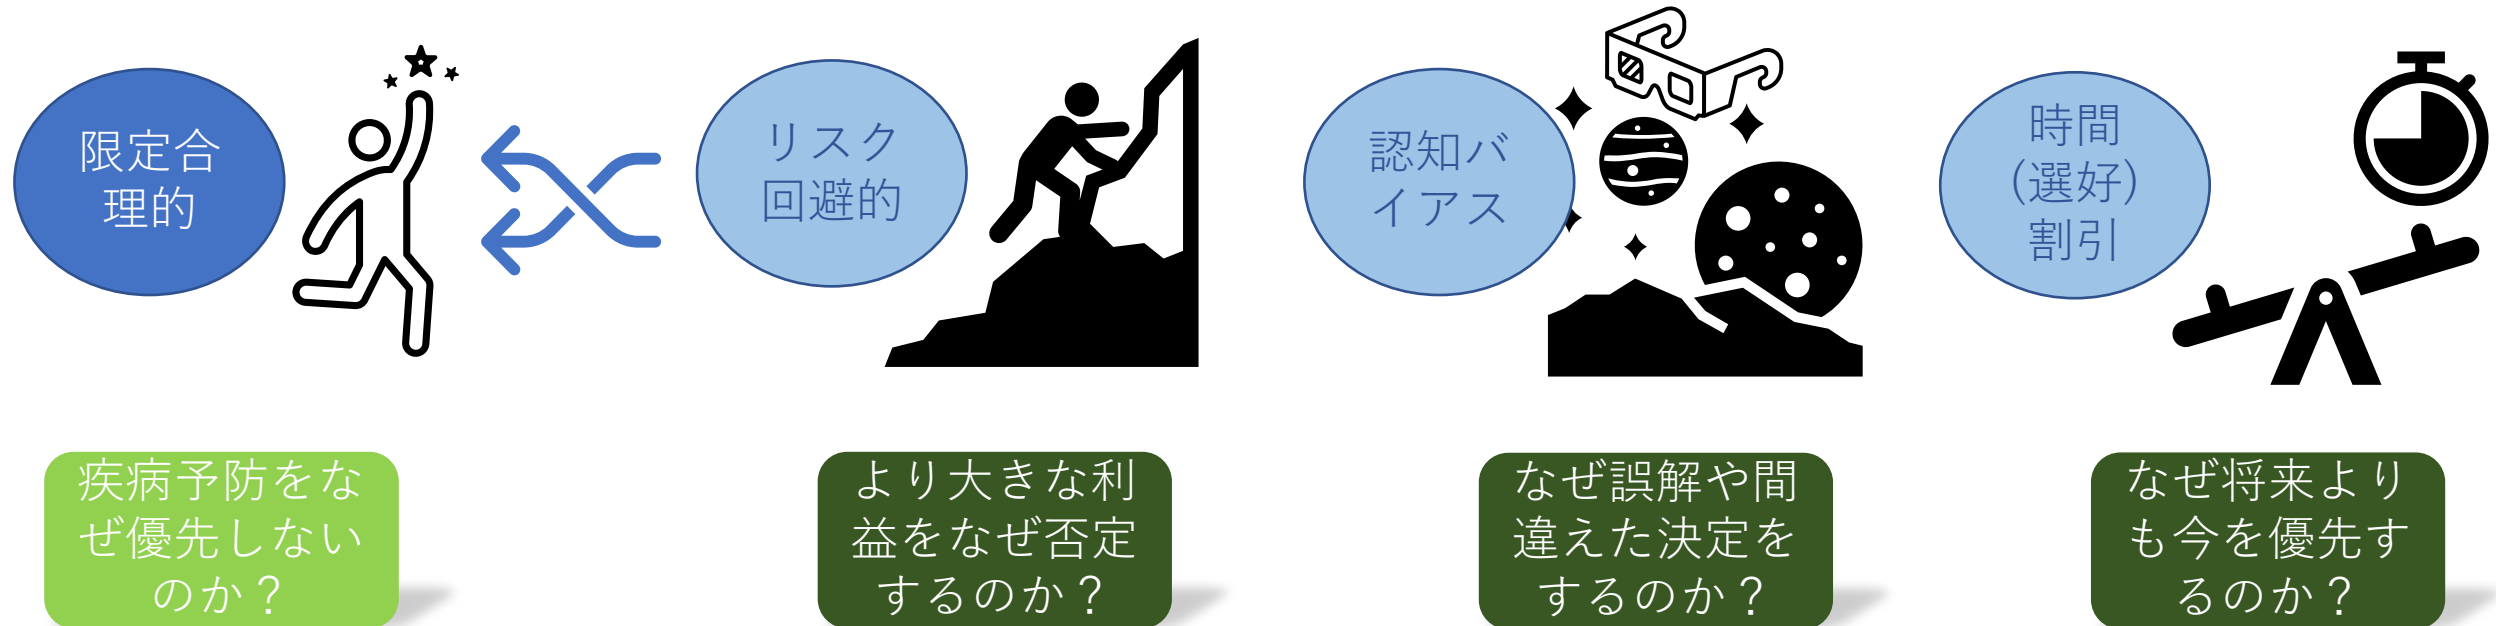 限定合
理的
リスク
回避的
認知バ
イアス
時間
(選好)
割引
疾病予防をな
ぜ優先しない
のか？
より大きな利
益をなぜ否定
するのか？
なぜ誤解や間
違えた決定を
するのか？
なぜ将来より
も今を優先す
るのか？